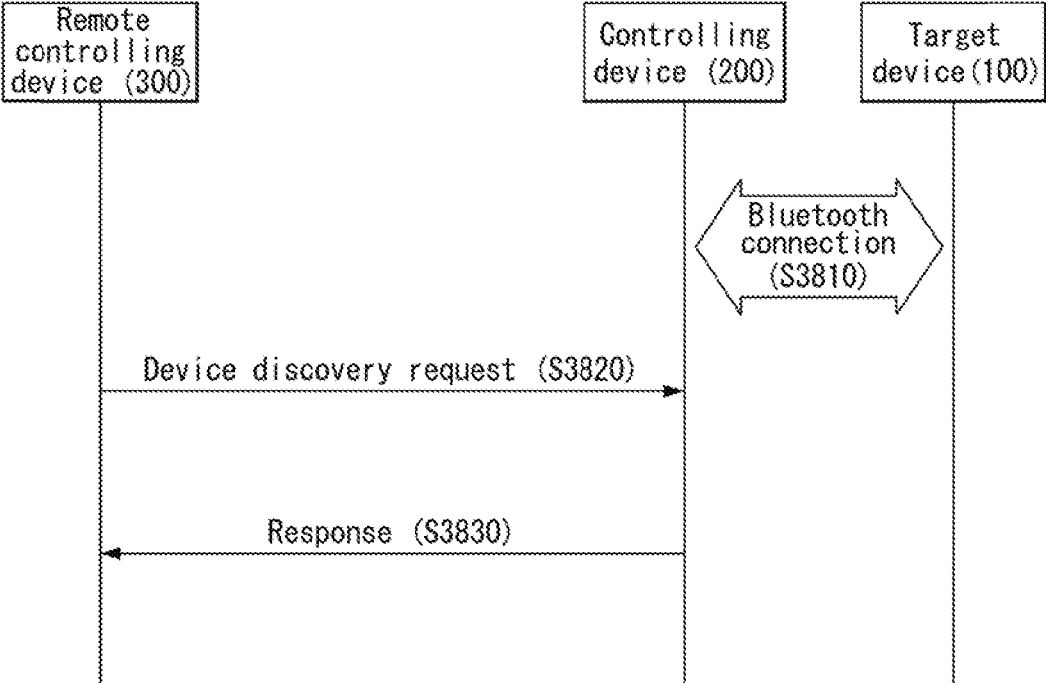 Remote
controlling
device (300)
Controlling
device (200)
Target
device(100)
Bluetooth
connection
(S3810)
Device discovery request (S3820)
Response (S3830)